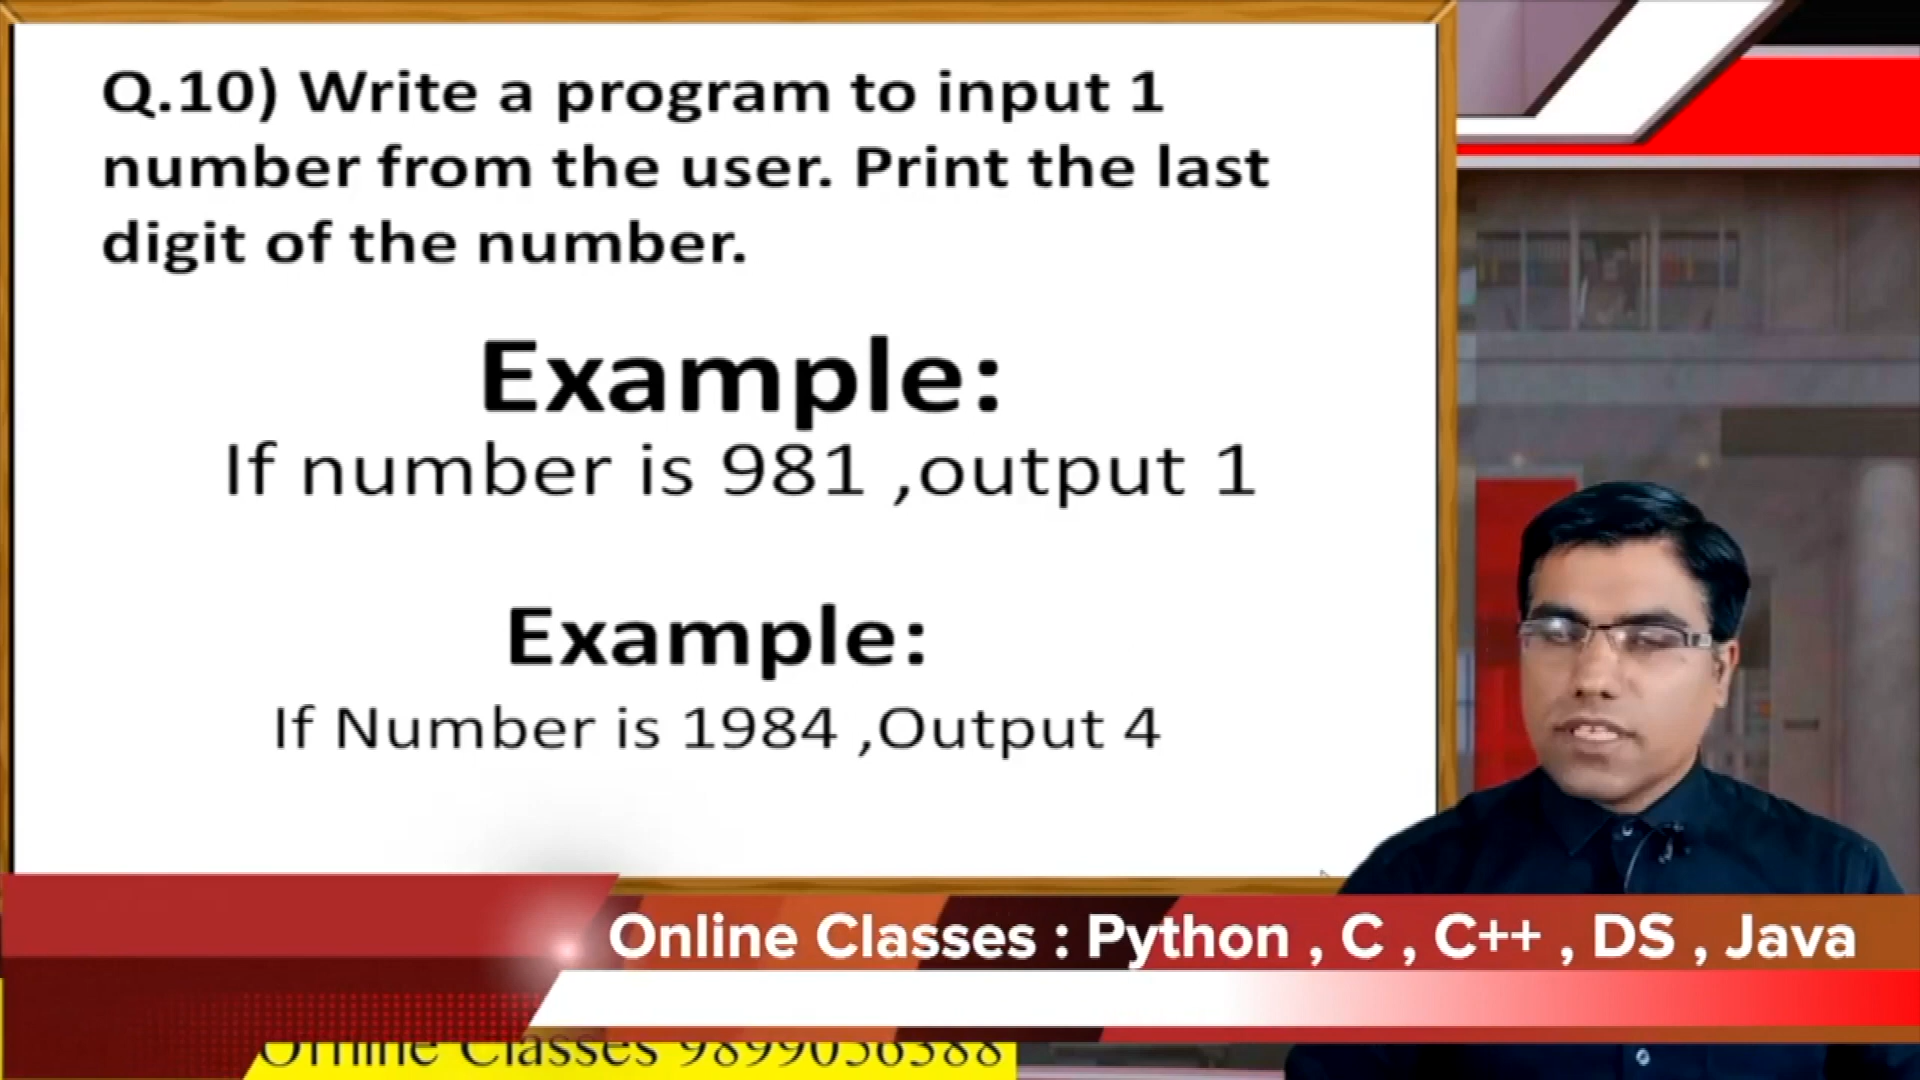 Q.10) Write a program to input 1
number from the user. Print the last
digit of the number.
Example:
If number is 981 ,output 1
Example:
If Number is 1984 ,Output 4
Online Classes : Python , C , C++ , DS , Java
Classes